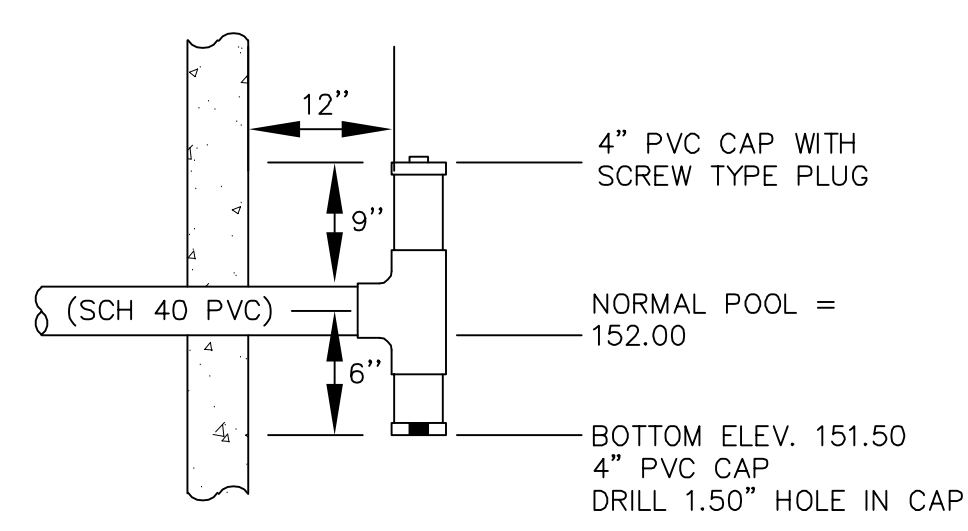 12”
4” PVC CAP WITH
SCREW TYPE PLUG
9”
(SCH 40 PVC)
NORMAL POOL =
152.00
6”
BOTTOM ELEV. 151.50
4” PVC CAP
DRILL 1.50” HOLE IN CAP